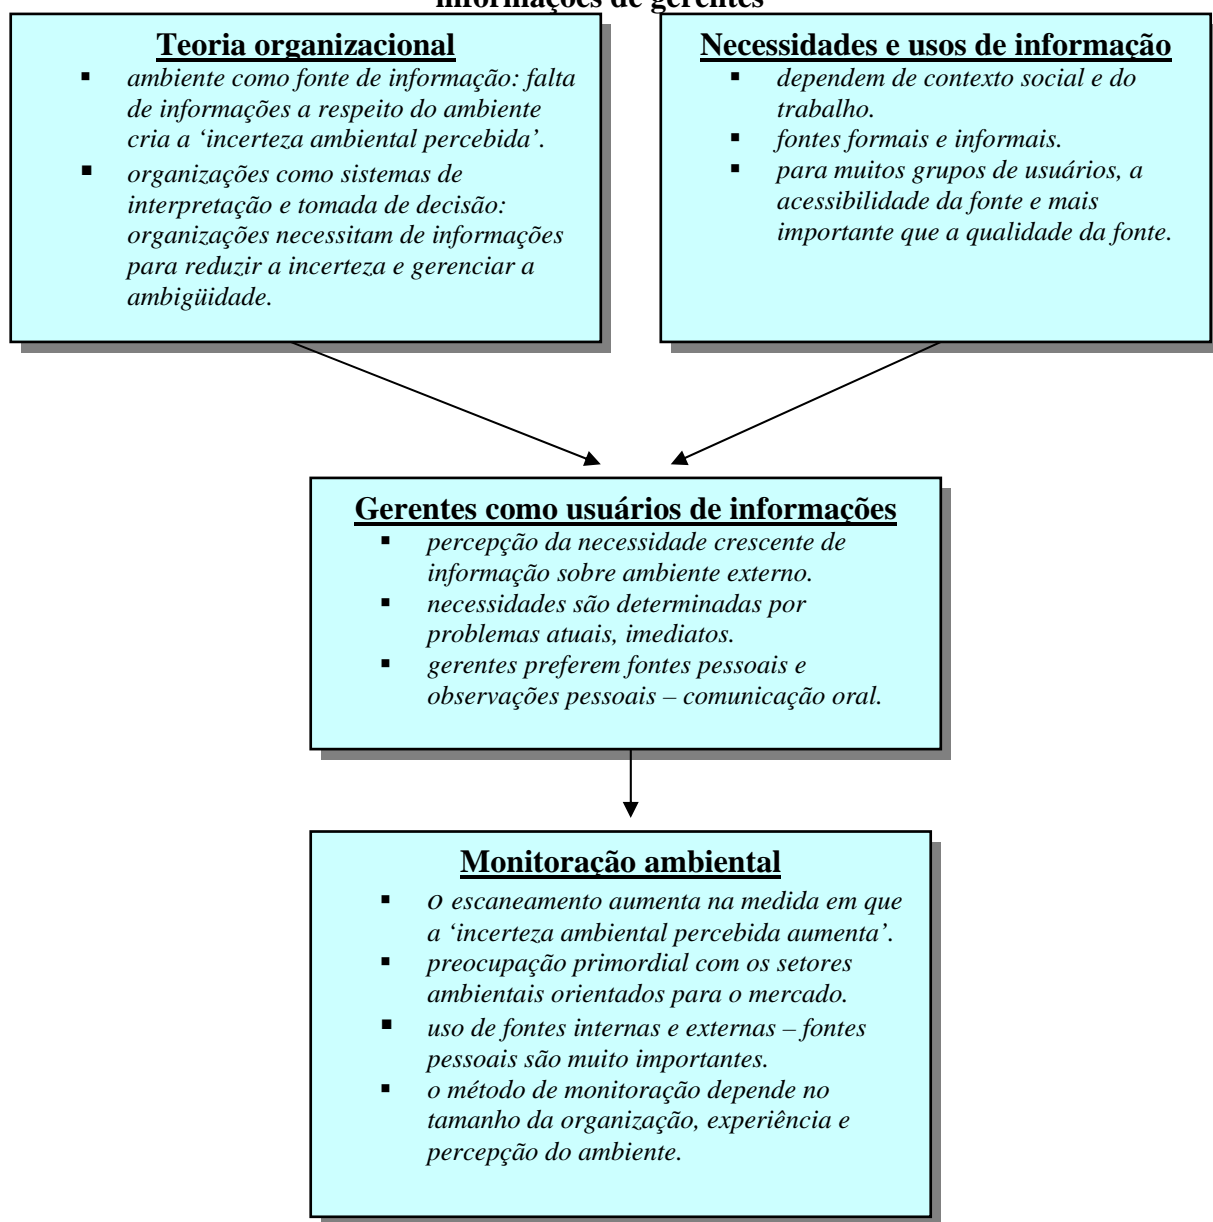 informações de gerentes
Teoria organizacional
▪ ambiente como fonte de informação: falta
de informações a respeito do ambiente
cria a ‘incerteza ambiental percebida’.
▪ organizações como sistemas de
interpretação e tomada de decisão:
organizações necessitam de informações
para reduzir a incerteza e gerenciar a
ambigüidade.
Necessidades e usos de informação
▪ dependem de contexto social e do
trabalho.
▪ fontes formais e informais.
▪ para muitos grupos de usuários, a
acessibilidade da fonte e mais
importante que a qualidade da fonte.
Gerentes como usuários de informações
▪ percepção da necessidade crescente de
informação sobre ambiente externo.
▪ necessidades são determinadas por
problemas atuais, imediatos.
▪ gerentes preferem fontes pessoais e
observações pessoais – comunicação oral.
Monitoração ambiental
▪ o escaneamento aumenta na medida em que
a ‘incerteza ambiental percebida aumenta’.
▪ preocupação primordial com os setores
ambientais orientados para o mercado.
▪ uso de fontes internas e externas – fontes
pessoais são muito importantes.
▪ o método de monitoração depende no
tamanho da organização, experiência e
percepção do ambiente.